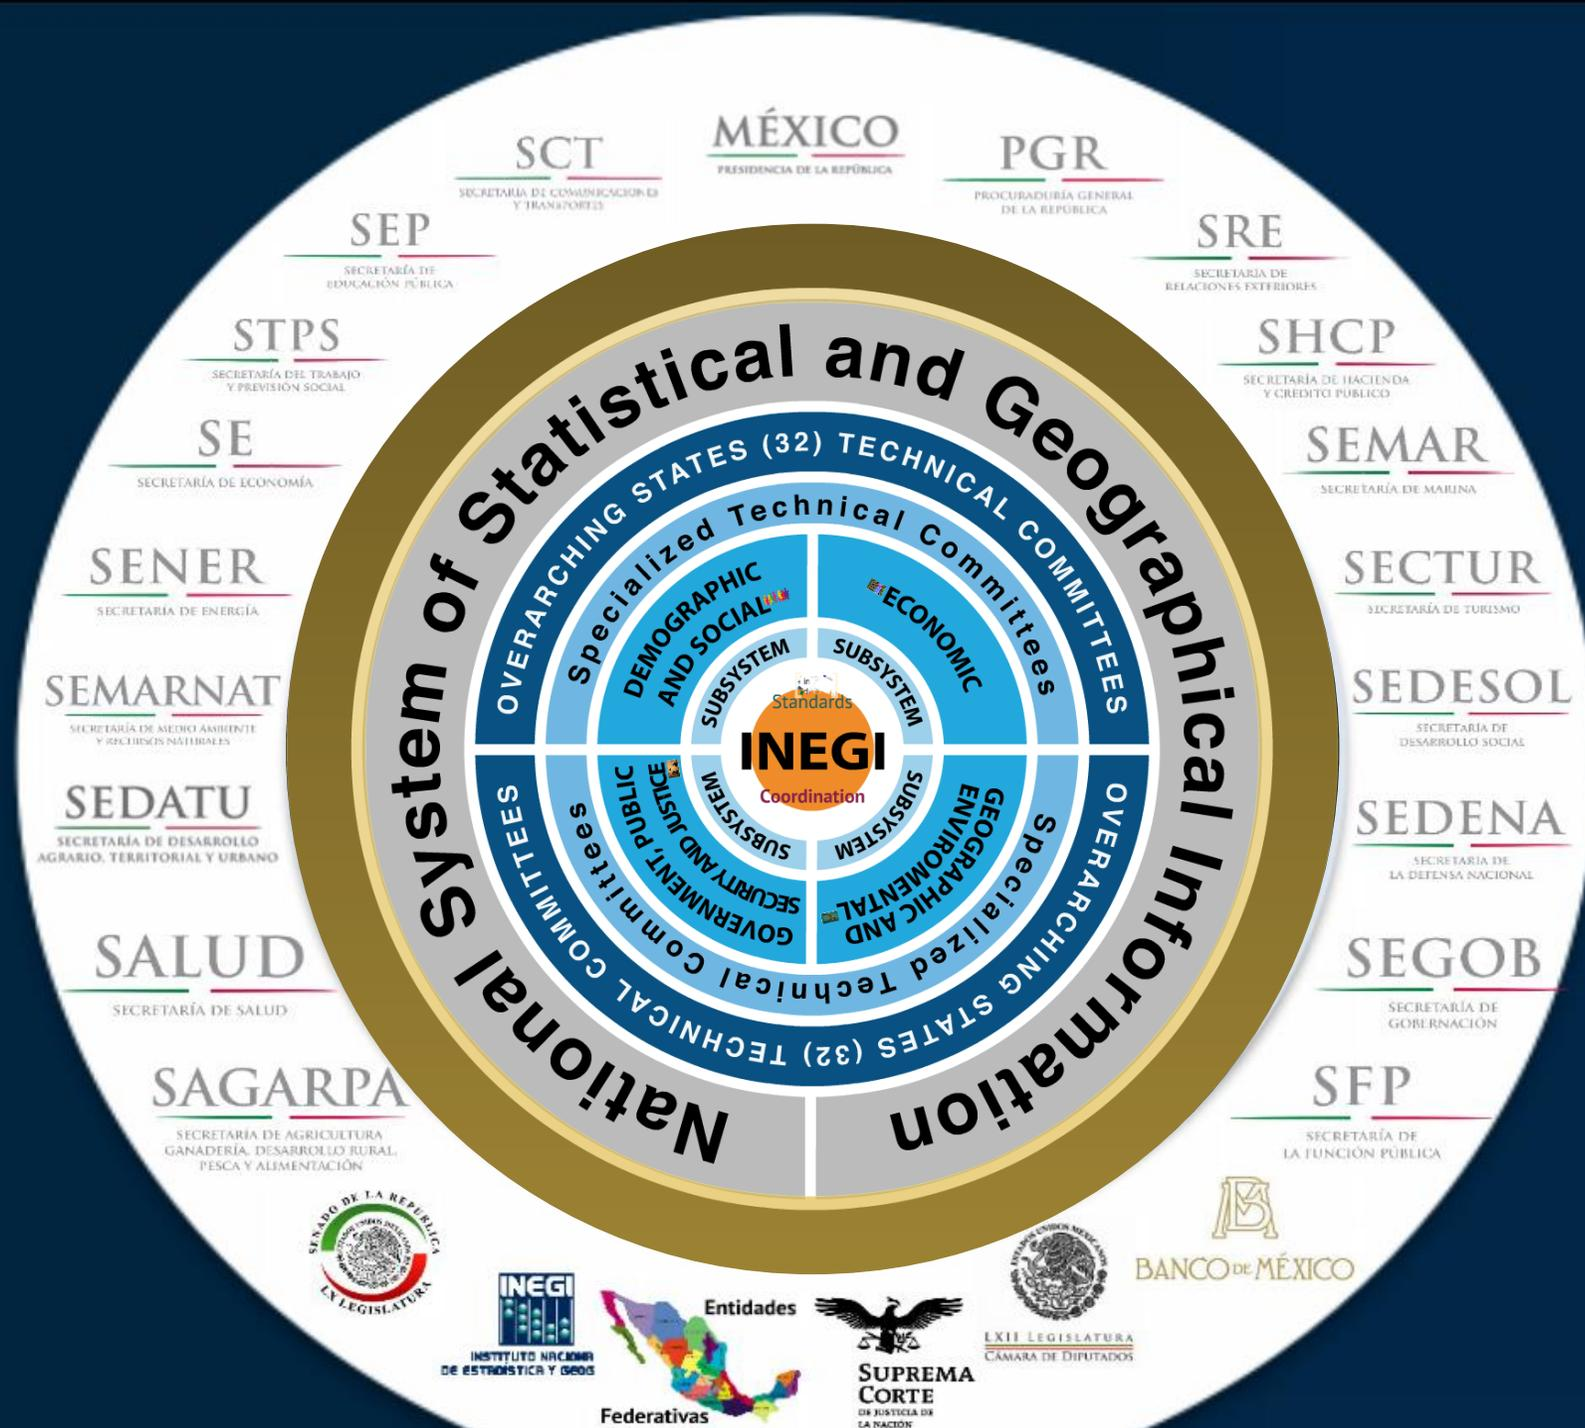 MÉXICO
PRESIDENCIA DE LA REPÚBLICA
SCT
SECRETARÍA DE COMUNICACIONES
Y TRANSPORTES
PGR
PROCURADURÍA GENERAL
DE LA REPÚBLICA
SEP
SECRETARÍA DE
EDUCACIÓN PÚBLICA
SRE
SECRETARÍA DE
RELACIONES EXTERIORES
STPS
SECRETARÍA DEL TRABAJO
Y PREVISIÓN SOCIAL
SHCP
SECRETARÍA DE HACIENDA
Y CRÉDITO PÚBLICO
SE
SECRETARÍA DE ECONOMÍA
SEMAR
SECRETARÍA DE MARINA
SENER
SECRETARÍA DE ENERGÍA
SECTUR
SECRETARÍA DE TURISMO
SEMARNAT
SECRETARÍA DE MEDIO AMBIENTE
Y RECURSOS NATURALES
SEDESOL
SECRETARÍA DE
DESARROLLO SOCIAL
SEDATU
SECRETARÍA DE DESARROLLO
AGRARIO, TERRITORIAL Y URBANO
SEDENA
SECRETARÍA DE
LA DEFENSA NACIONAL
SALUD
SECRETARÍA DE SALUD
SEGOB
SECRETARÍA DE
GOBERNACIÓN
SAGARPA
SECRETARÍA DE AGRICULTURA
GANADERÍA, DESARROLLO RURAL,
PESCA Y ALIMENTACIÓN
SFP
SECRETARÍA DE
LA FUNCIÓN PÚBLICA
National System of Statistical and Geographical Information
OVERARCHING STATES (32) TECHNICAL COMMITTEES
OVERARCHING STATES (32) TECHNICAL COMMITTEES
Specialized Technical Committees
Specialized Technical Committees
DEMOGRAPHIC
AND SOCIAL
SUBSYSTEM
ECONOMIC
SUBSYSTEM
GEOGRAPHIC AND
ENVIROMENTAL
SUBSYSTEM
GOVERNMENT, PUBLIC
SECURITY AND JUSTICE
SUBSYSTEM
Standards
INEGI
Coordination
SENADO DE LA REPÚBLICA
ESTADOS UNIDOS MEXICANOS
LX LEGISLATURA
INEGI
INSTITUTO NACIONAL
DE ESTADÍSTICA Y GEOG
Entidades
Federativas
SUPREMA
CORTE
DE JUSTICIA DE
LA NACIÓN
ESTADOS UNIDOS MEXICANOS
LXII LEGISLATURA
CÁMARA DE DIPUTADOS
BM
BANCO DE MÉXICO